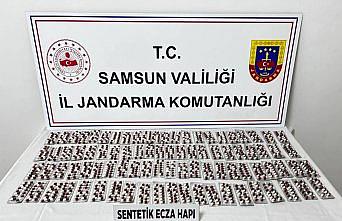 T.C.
SAMSUN VALİLİĞİ
İL JANDARMA KOMUTANLIĞI
SENTETİK ECZA HAPI